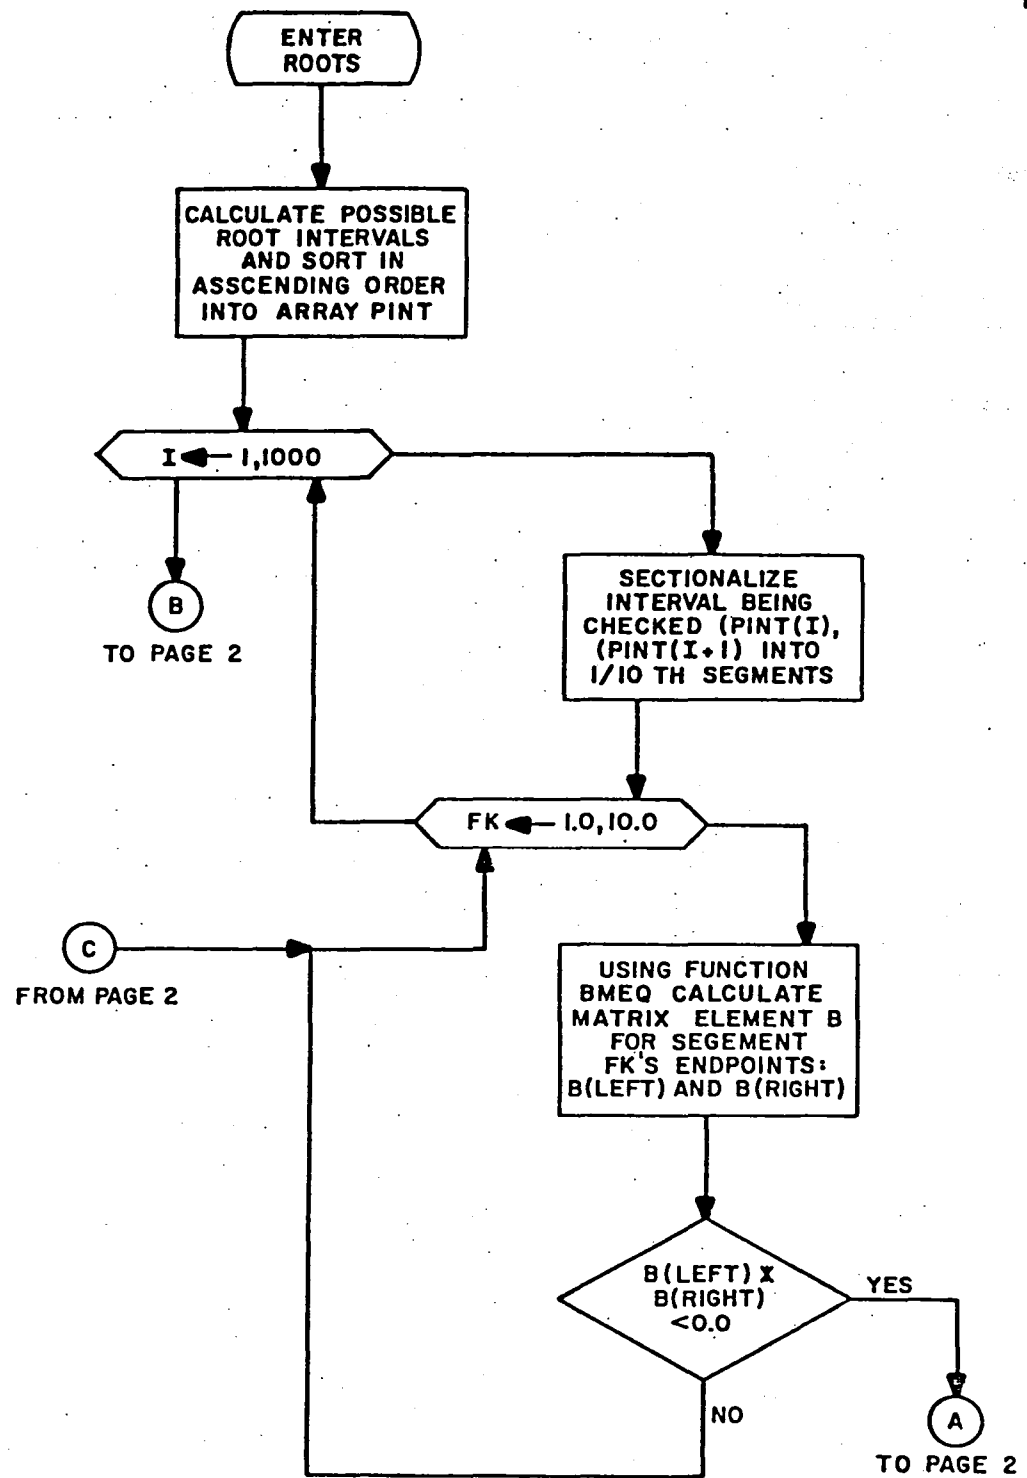 ENTER
ROOTS
CALCULATE POSSIBLE
ROOT INTERVALS
AND SORT IN
ASSCENDING ORDER
INTO ARRAY PINT
I ← 1,1000
B
TO PAGE 2
SECTIONALIZE
INTERVAL BEING
CHECKED (PINT(I),
(PINT(I+1) INTO
1/10 TH SEGMENTS
FK ← 1.0,10.0
C
FROM PAGE 2
USING FUNCTION
BMEQ CALCULATE
MATRIX ELEMENT B
FOR SEGEMENT
FK'S ENDPOINTS:
B(LEFT) AND B(RIGHT)
B(LEFT) X
B(RIGHT)
<0.0
YES
NO
A
TO PAGE 2